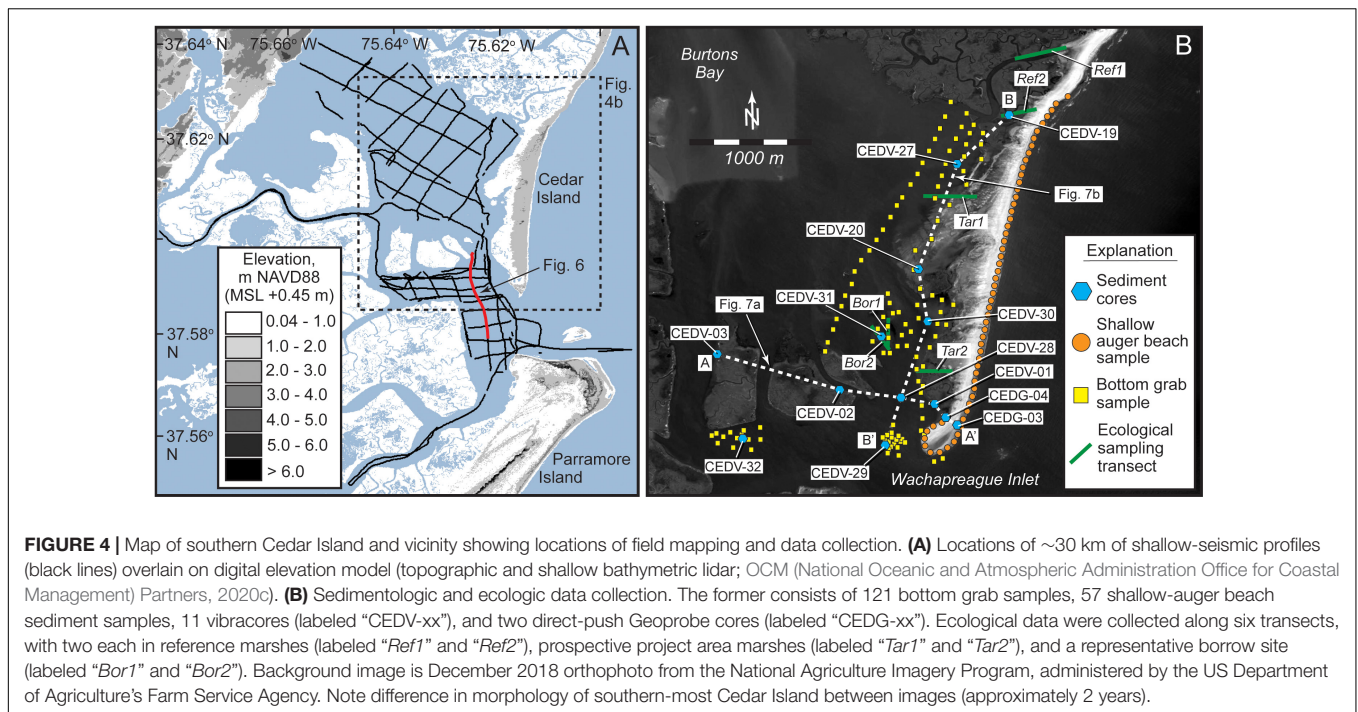 37.64° N
75.66° W
75.64° W
75.62° W
A
Fig.
4b
37.62° N
Cedar
Island
Elevation,
m NAVD88
(MSL +0.45 m)
0.04 - 1.0
1.0 - 2.0
2.0 - 3.0
3.0 - 4.0
4.0 - 5.0
5.0 - 6.0
> 6.0
Fig. 6
37.58°
N
37.56°
N
Parramore
Island
Burtons
Bay
N
1000 m
B
Ref1
Ref2
B
CEDV-19
CEDV-27
Fig. 7b
Tar1
CEDV-20
Fig. 7a
CEDV-31
Bor1
CEDV-03
A
Bor2
CEDV-30
CEDV-28
Tar2
CEDV-01
CEDG-04
CEDG-03
CEDV-02
A'
B'
CEDV-32
CEDV-29
Wachapreague Inlet
Explanation
Sediment
cores
Shallow
auger beach
sample
Bottom grab
sample
Ecological
sampling
transect
FIGURE 4 | Map of southern Cedar Island and vicinity showing locations of field mapping and data collection. (A) Locations of ~30 km of shallow-seismic profiles
(black lines) overlain on digital elevation model (topographic and shallow bathymetric lidar; OCM (National Oceanic and Atmospheric Administration Office for Coastal
Management) Partners, 2020c). (B) Sedimentologic and ecologic data collection. The former consists of 121 bottom grab samples, 57 shallow-auger beach
sediment samples, 11 vibracores (labeled “CEDV-xx”), and two direct-push Geoprobe cores (labeled “CEDG-xx”). Ecological data were collected along six transects,
with two each in reference marshes (labeled “Ref1” and “Ref2”), prospective project area marshes (labeled “Tar1” and “Tar2”), and a representative borrow site
(labeled “Bor1” and “Bor2”). Background image is December 2018 orthophoto from the National Agriculture Imagery Program, administered by the US Department
of Agriculture’s Farm Service Agency. Note difference in morphology of southern-most Cedar Island between images (approximately 2 years).